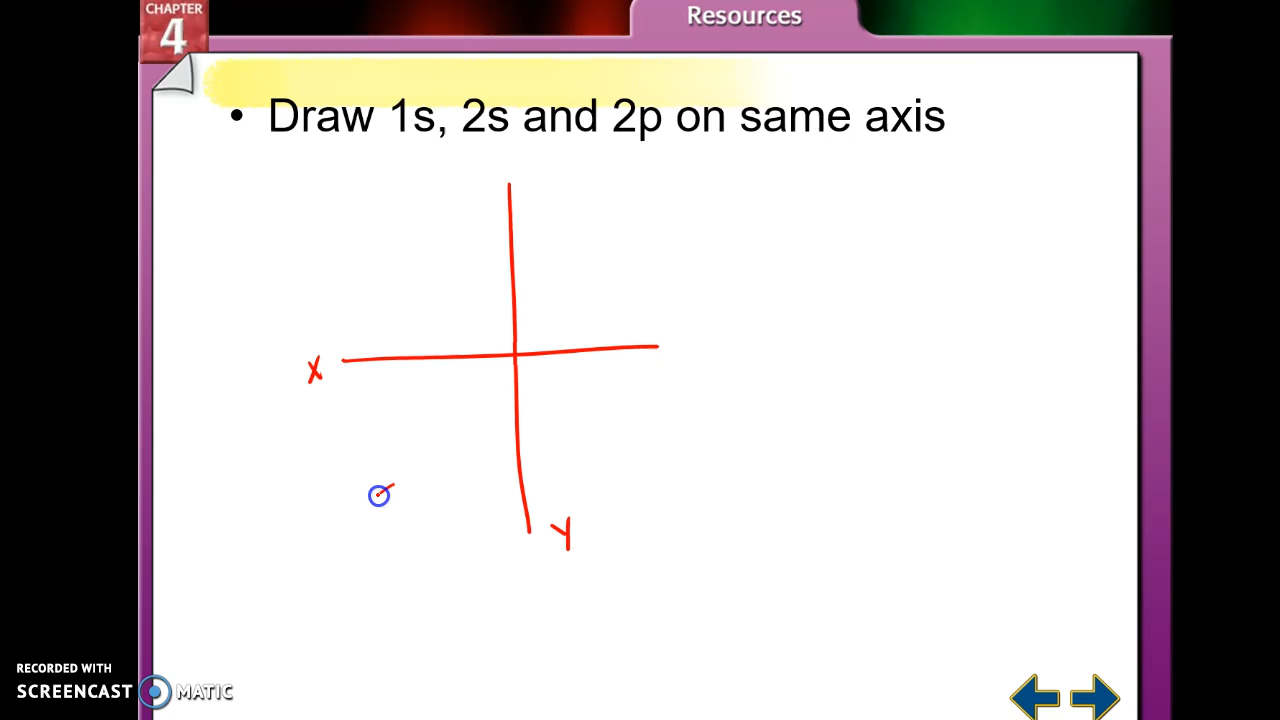 CHAPTER
4
Resources
• Draw 1s, 2s and 2p on same axis
X
Y
RECORDED WITH
SCREENCAST MATIC